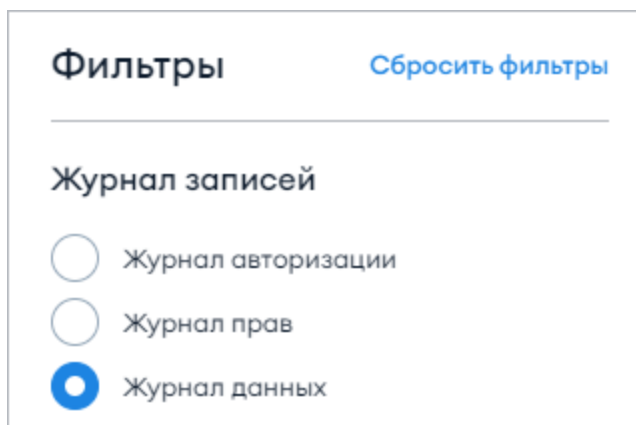 Фильтры
Сбросить фильтры
Журнал записей
Журнал авторизации
Журнал прав
Журнал данных